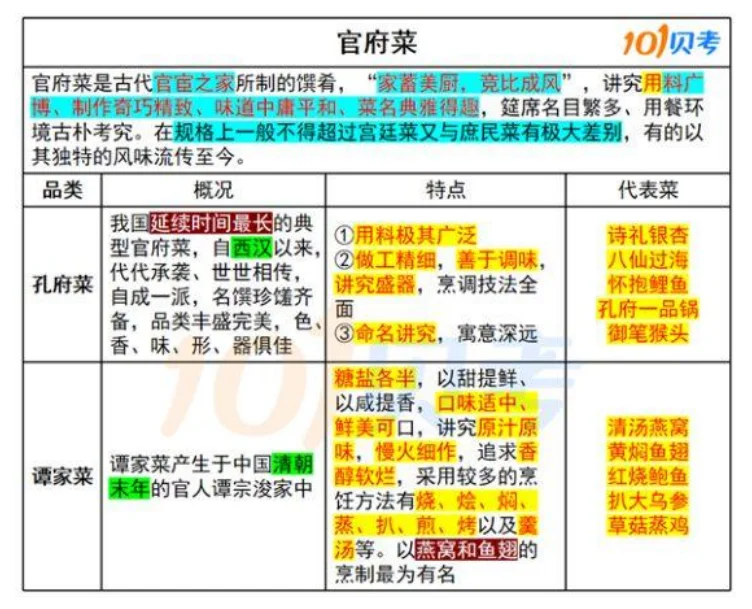 官府菜
101贝考
官府菜是古代官宦之家所制的馔肴，“家蓄美厨，竞比成风”，讲究用料广
博、制作奇巧精致、味道中庸平和、菜名典雅得趣，筵席名目繁多、用餐环
境古朴考究。在规格上一般不得超过宫廷菜又与庶民菜有极大差别，有的以
其独特的风味流传至今。
品类 概况 特点 代表菜
孔府菜
我国延续时间最长的典
型官府菜，自西汉以来，
代代承袭、世世相传，
自成一派，名馔珍馐齐
备，品类丰盛完美，色、
香、味、形、器俱佳
①用料极其广泛
②做工精细，善于调味，
讲究盛器，烹调技法全
面
③命名讲究，寓意深远
诗礼银杏
八仙过海
怀抱鲤鱼
孔府一品锅
御笔猴头
谭家菜
谭家菜产生于中国清朝
末年的官人谭宗浚家中
糖盐各半，以甜提鲜、
以咸提香，口味适中、
鲜美可口，讲究原汁原
味，慢火细作，追求香
醇软烂，采用较多的烹
饪方法有烧、烩、焖、
蒸、扒、煎、烤以及羹
汤等。以燕窝和鱼翅的
烹制最为有名
清汤燕窝
黄焖鱼翅
红烧鲍鱼
扒大乌参
草菇蒸鸡
101贝考